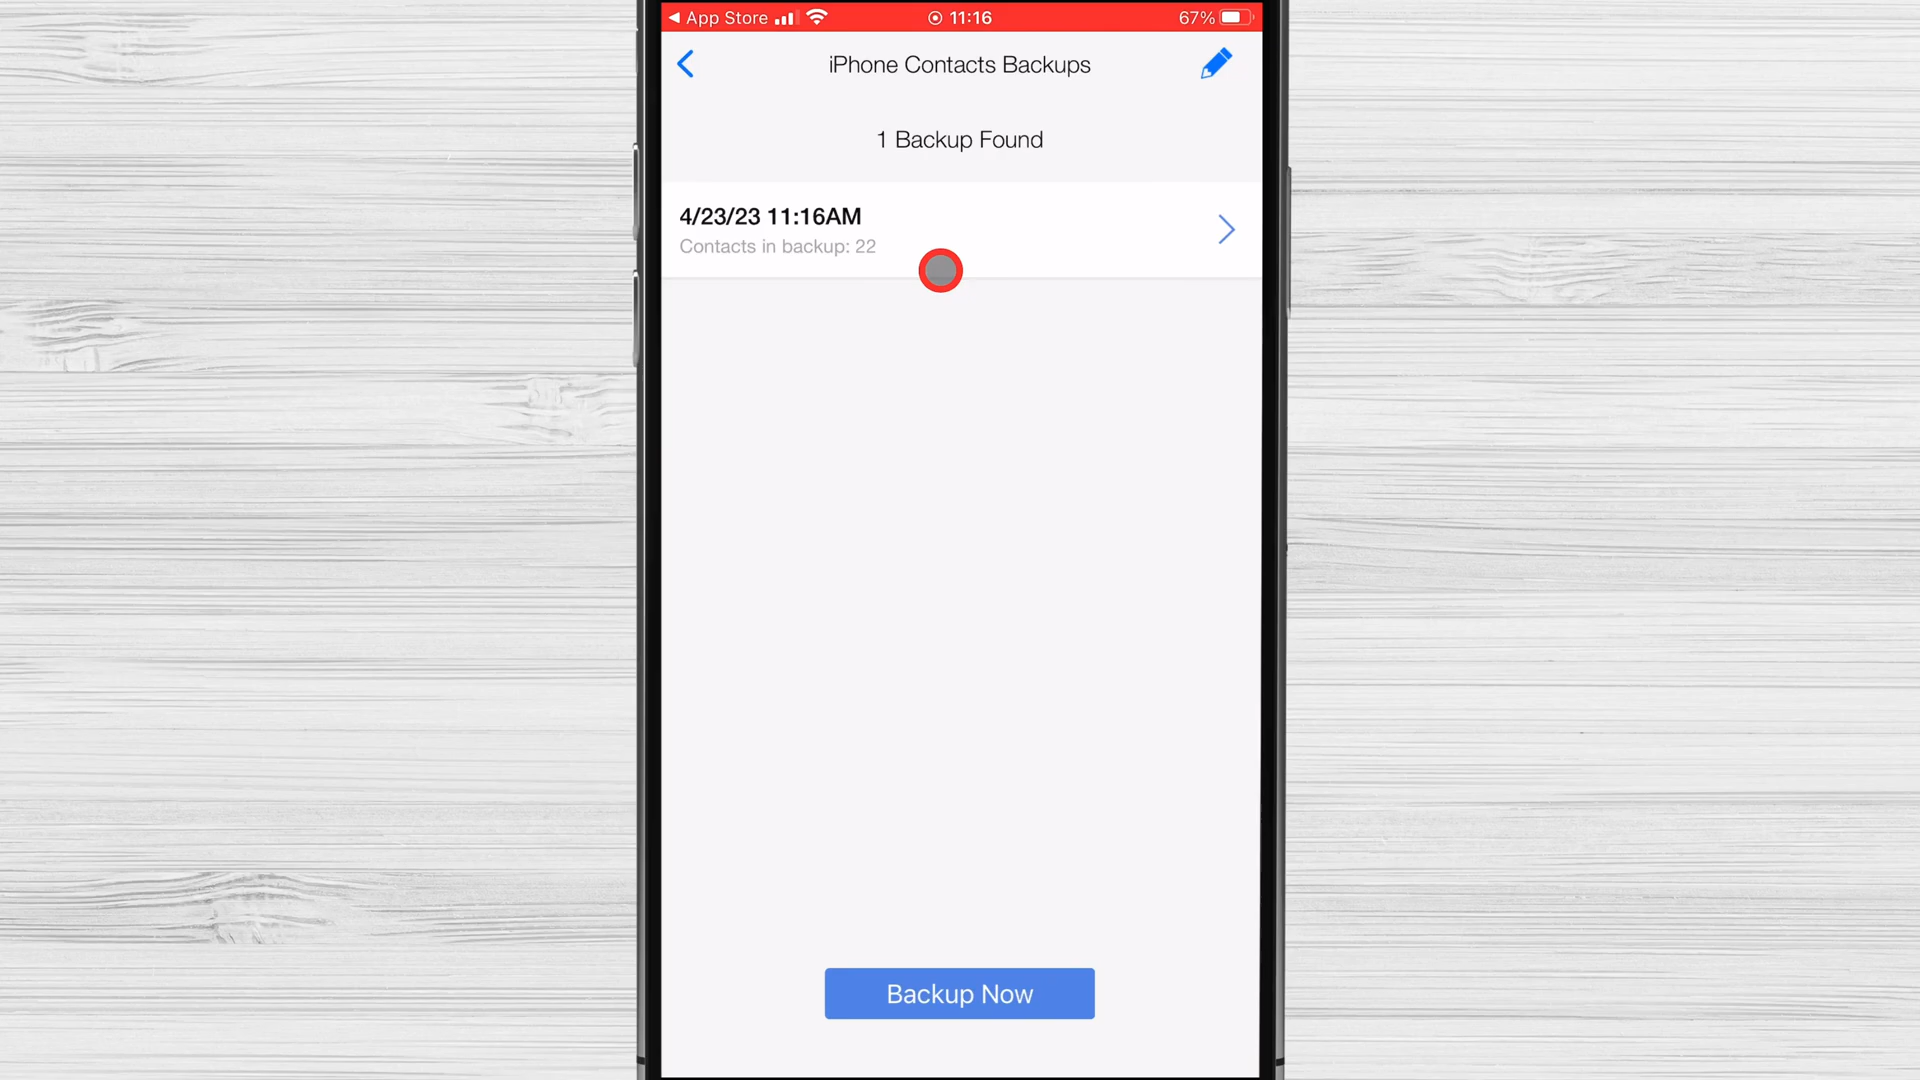 App Store 11:16 67%
iPhone Contacts Backups
1 Backup Found
4/23/23 11:16AM
Contacts in backup: 22
Backup Now